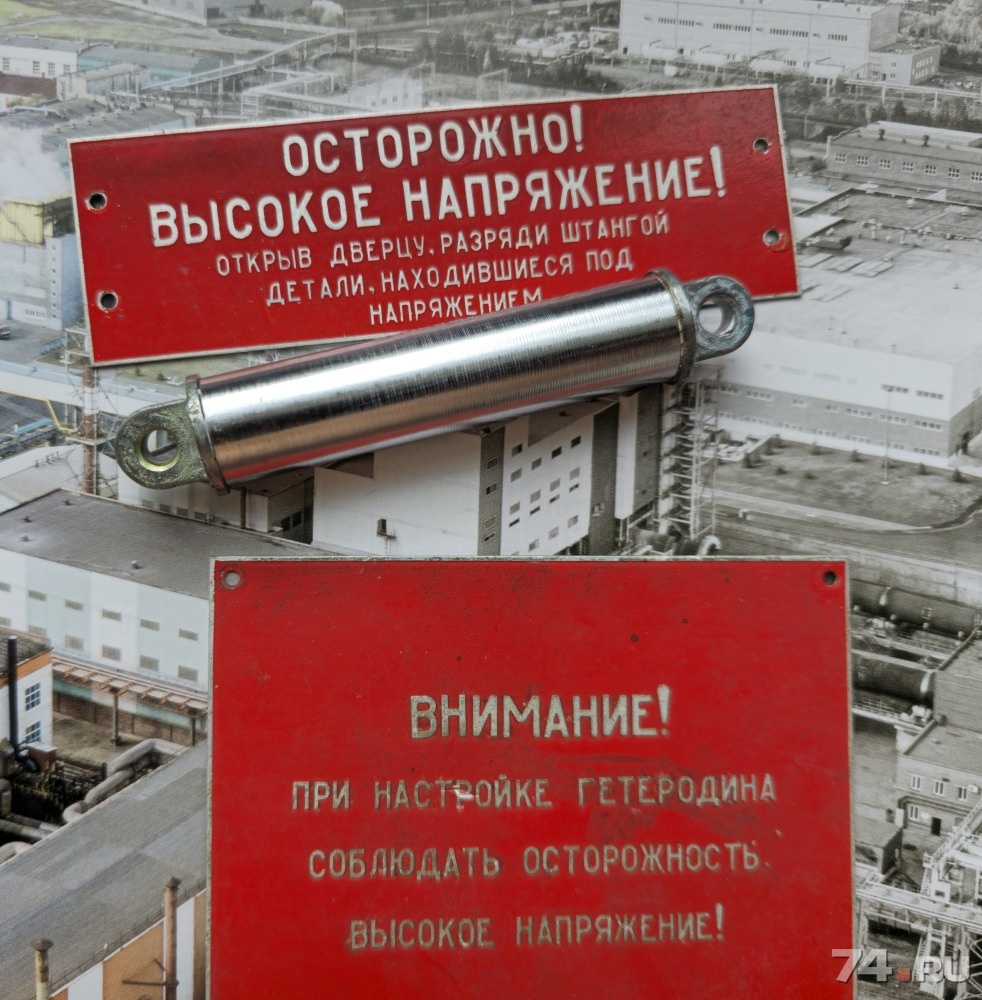 ОСТОРОЖНО!
ВЫСОКОЕ НАПРЯЖЕНИЕ!
ОТКРЫВ ДВЕРЦУ, РАЗРЯДИ ШТАНГОЙ
ДЕТАЛИ, НАХОДИВШИЕСЯ ПОД
НАПРЯЖЕНИЕМ
ВНИМАНИЕ!
ПРИ НАСТРОЙКЕ ГЕТЕРОДИНА
СОБЛЮДАТЬ ОСТОРОЖНОСТЬ.
ВЫСОКОЕ НАПРЯЖЕНИЕ!
74.RU